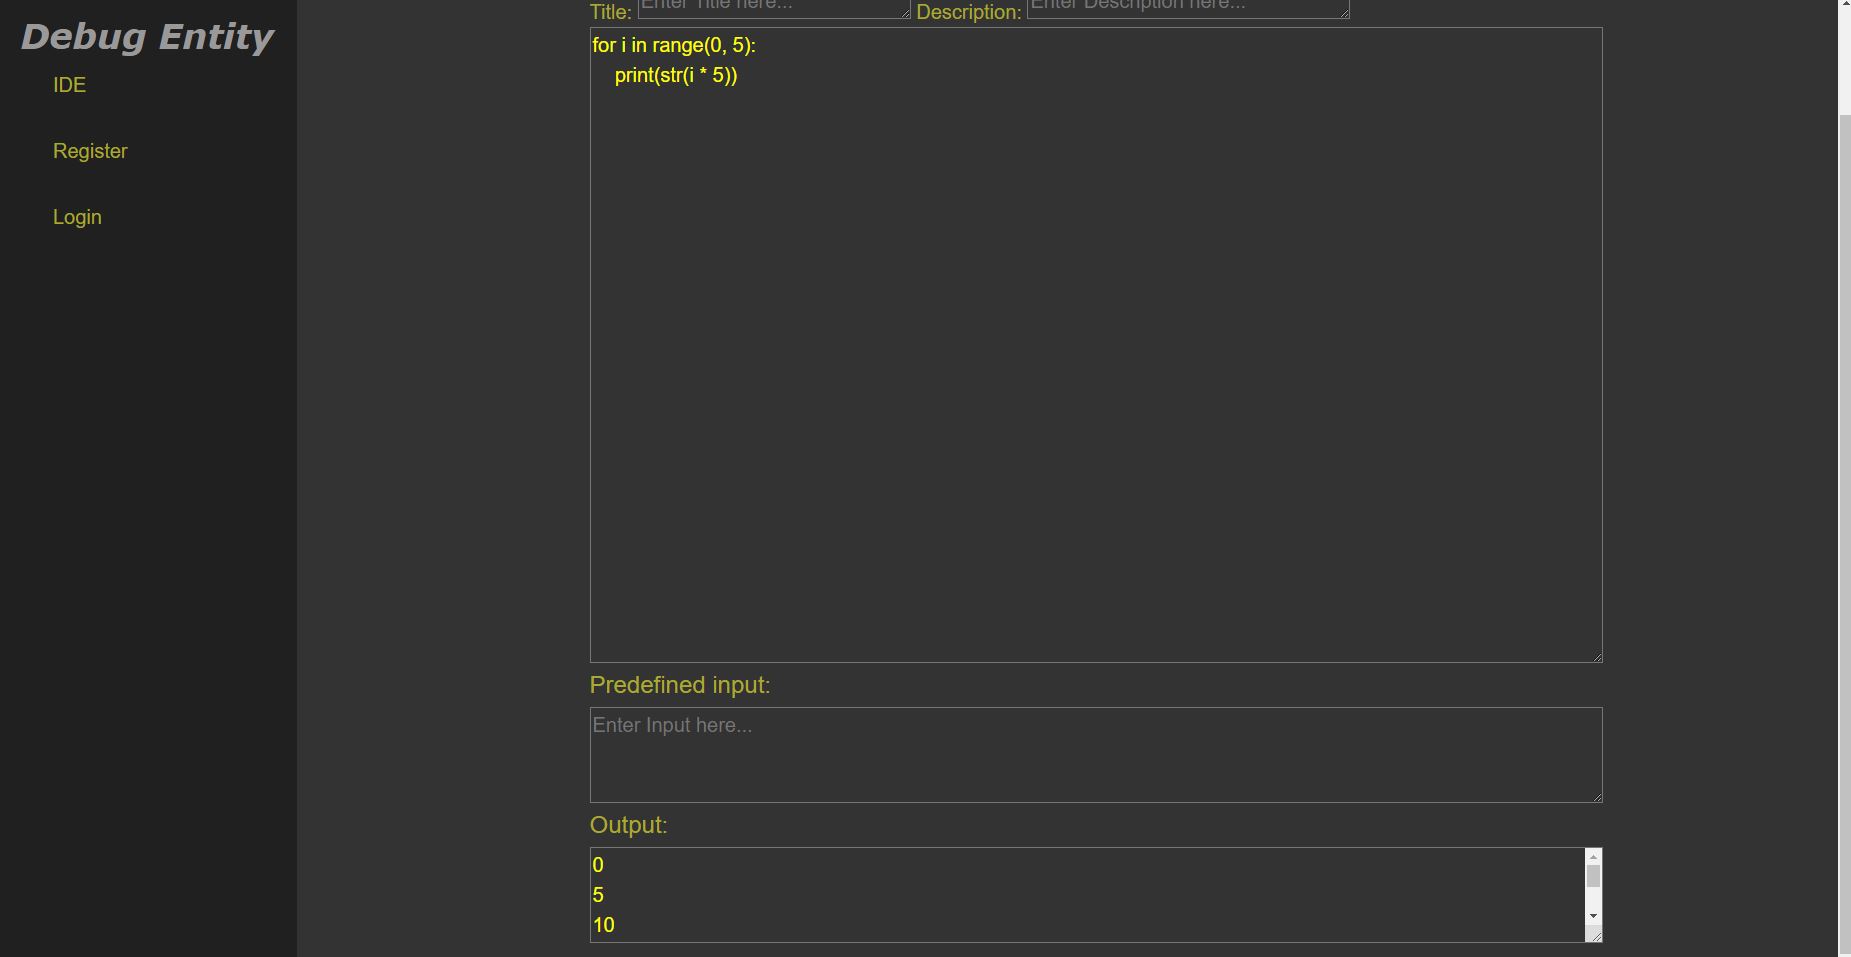 Debug Entity
IDE
Register
Login
Title: Enter Title here... Description: Enter Description here...
for i in range(0, 5):
    print(str(i * 5))
Predefined input:
Enter Input here...
Output:
0
5
10